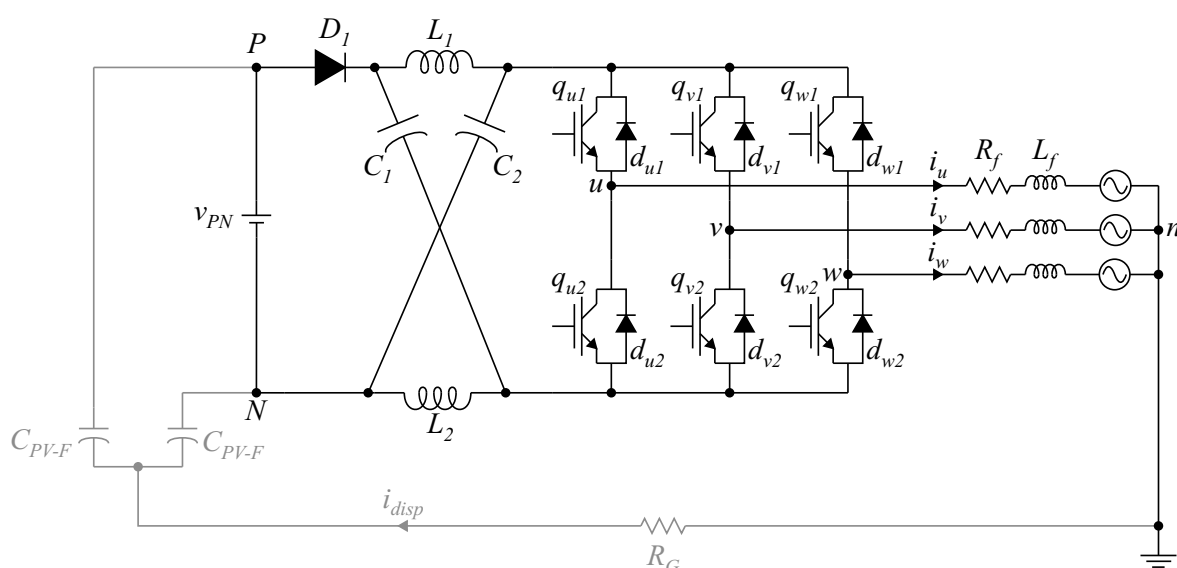 P D1 L1
qu1 qv1 qw1
C1 C2 du1 dv1 dw1
u iu Rf Lf
vPN v iv n
w iw
qu2 qv2 qw2
du2 dv2 dw2
N L2
CPV-F CPV-F
idisp
RG